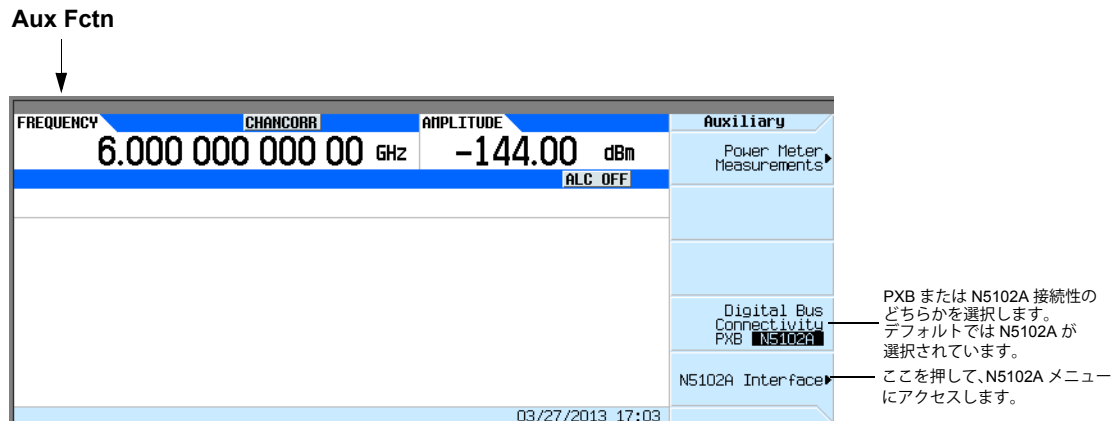 Aux Fctn
FREQUENCY CHANCORR AMPLITUDE Auxiliary
6.000 000 000 00 GHz -144.00 dBm
Power Meter
Measurements
ALC OFF
Digital Bus
Connectivity
PXB N5102A
PXB または N5102A 接続性の
どちらかを選択します。
デフォルトでは N5102A が
選択されています。
N5102A Interface
ここを押して、N5102A メニュー
にアクセスします。
03/27/2013 17:03